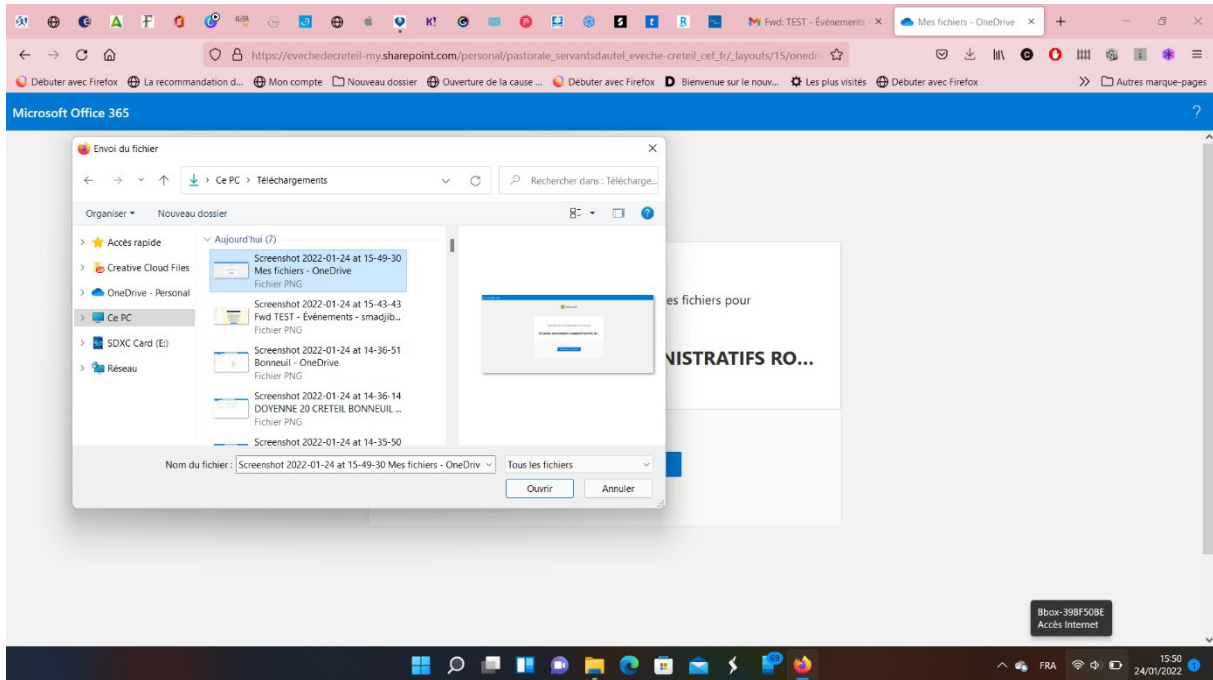 Fwd: TEST - Événements
Mes fichiers - OneDrive
https://evechedecreteil-my.sharepoint.com/personal/pastorale_servantsdautel_eveche-creteil_cef_fr/_layouts/15/onedri
Débuter avec Firefox La recommandation d... Mon compte Nouveau dossier Ouverture de la cause ... Débuter avec Firefox Bienvenue sur le nouv... Les plus visités Débuter avec Firefox Autres marque-pages
Microsoft Office 365 ?
Envoi du fichier
Ce PC > Téléchargements
Rechercher dans : Télécharge...
Organiser Nouveau dossier
Accès rapide
Creative Cloud Files
OneDrive - Personal
Ce PC
SDXC Card (E:)
Réseau
Aujourd'hui (7)
Screenshot 2022-01-24 at 15-49-30
Mes fichiers - OneDrive
Fichier PNG
Screenshot 2022-01-24 at 15-43-43
Fwd TEST - Événements - smadjib...
Fichier PNG
Screenshot 2022-01-24 at 14-36-51
Bonneuil - OneDrive
Fichier PNG
Screenshot 2022-01-24 at 14-36-14
DOYENNE 20 CRETEIL BONNEUIL ...
Fichier PNG
Screenshot 2022-01-24 at 14-35-50
es fichiers pour
NISTRATIFS RO...
Nom du fichier : Screenshot 2022-01-24 at 15-49-30 Mes fichiers - OneDriv
Tous les fichiers
Ouvrir Annuler
Bbox-398F50BE
Accès Internet
69
FRA
15:50
24/01/2022
1